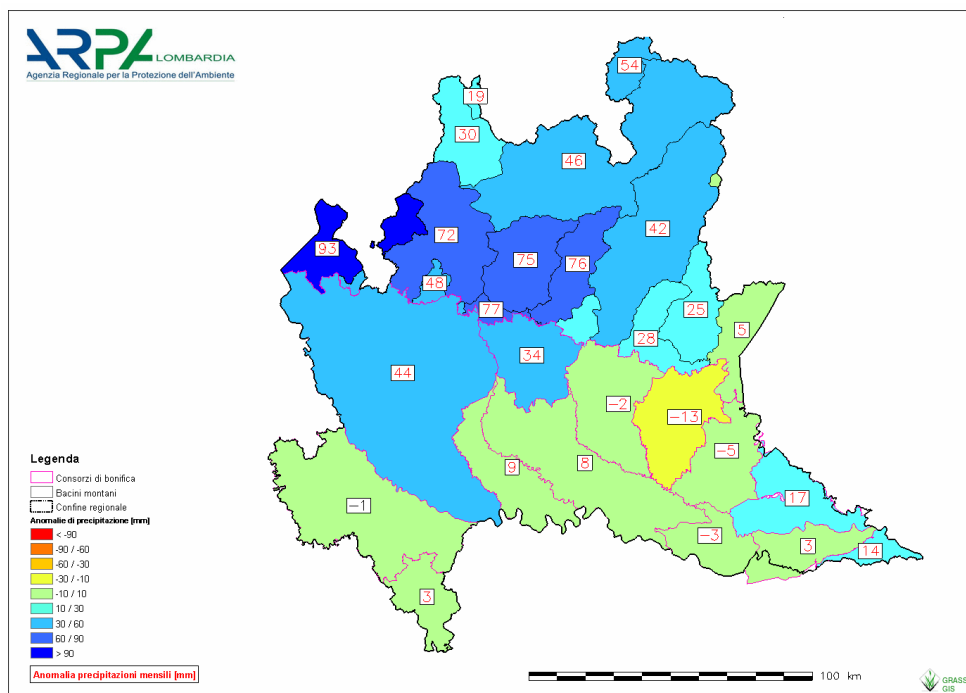 ARPA LOMBARDIA
Agenzia Regionale per la Protezione dell'Ambiente
54
19
30
46
93
72
42
75
76
48
25
77
5
28
34
44
-2
-13
-5
9
8
17
-1
-3
3
14
3
Legenda
Consorzi di bonifica
Bacini montani
Confine regionale
Anomalie di precipitazione [mm]
< -90
-90 / -60
-60 / -30
-30 / -10
-10 / 10
10 / 30
30 / 60
60 / 90
> 90
Anomalia precipitazioni mensili [mm]
100 km
GRASS
GIS